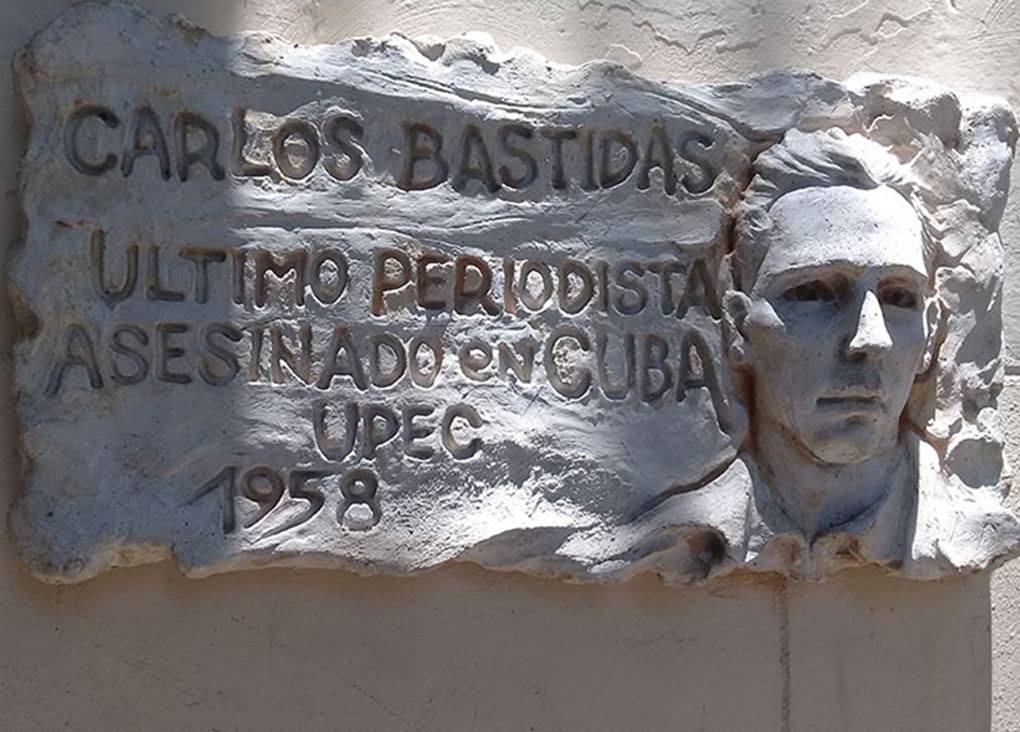 CARLOS BASTIDAS
ULTIMO PERIODISTA
ASESINADO en CUBA
UPEC
1958